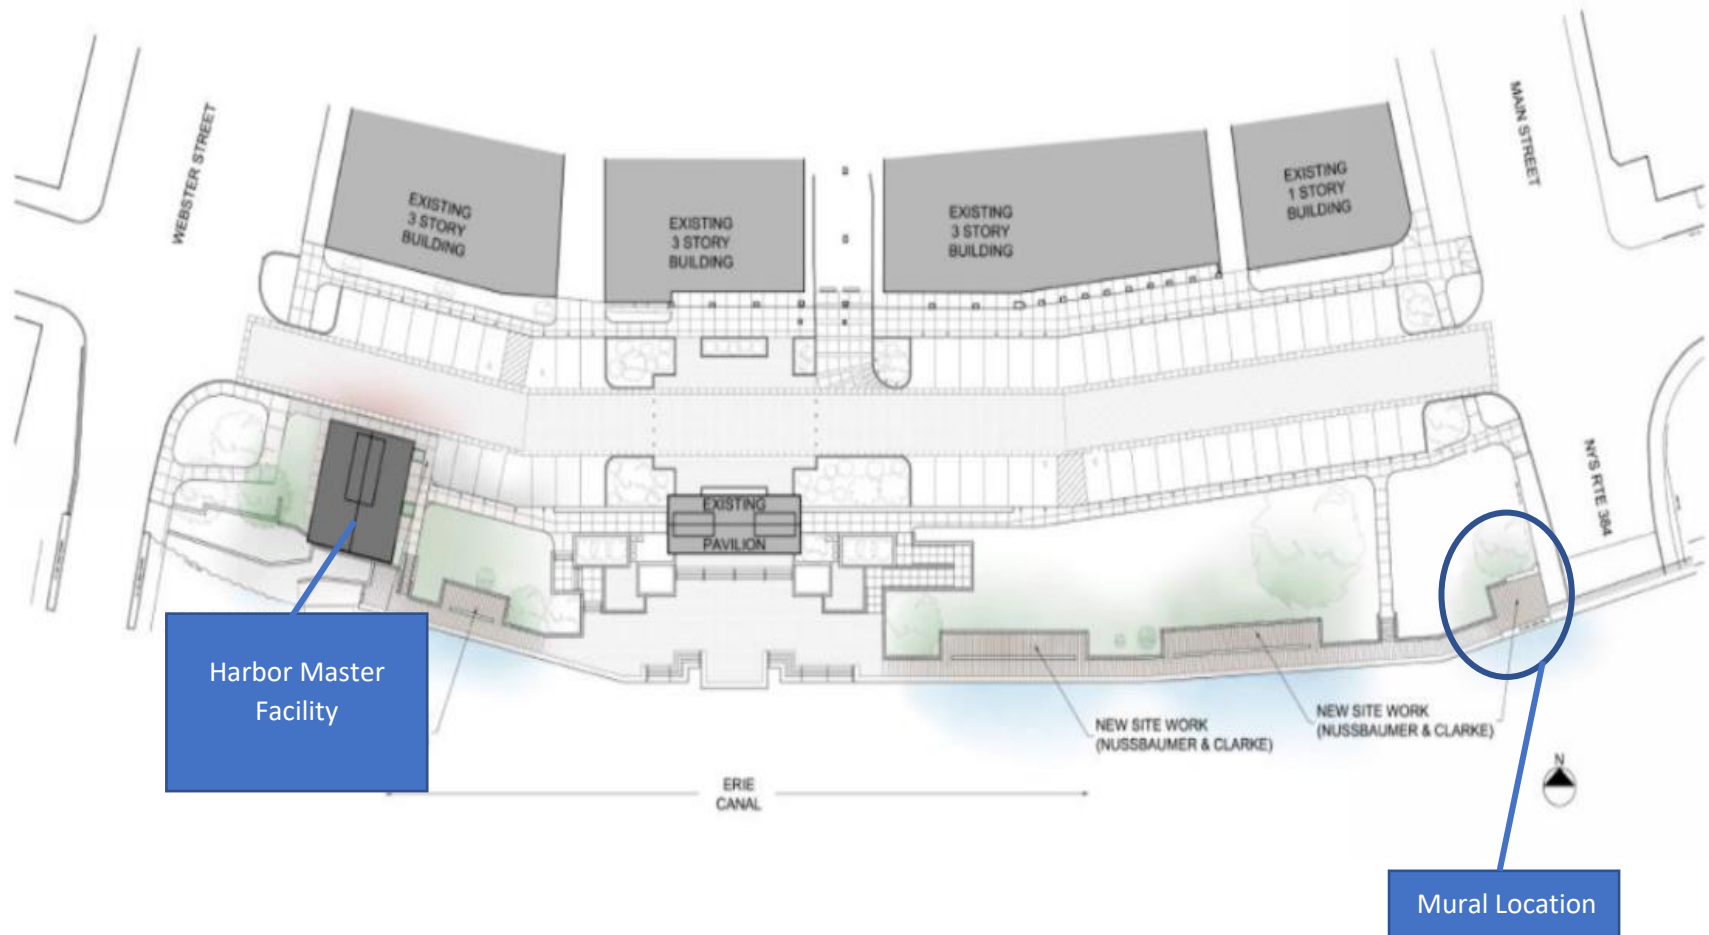 WEBSTER STREET
EXISTING
3 STORY
BUILDING
EXISTING
3 STORY
BUILDING
EXISTING
3 STORY
BUILDING
EXISTING
1 STORY
BUILDING
MAIN STREET
NYS RTE 384
EXISTING
PAVILION
Harbor Master
Facility
NEW SITE WORK
(NUSSBAUMER & CLARKE)
NEW SITE WORK
(NUSSBAUMER & CLARKE)
ERIE
CANAL
N
Mural Location